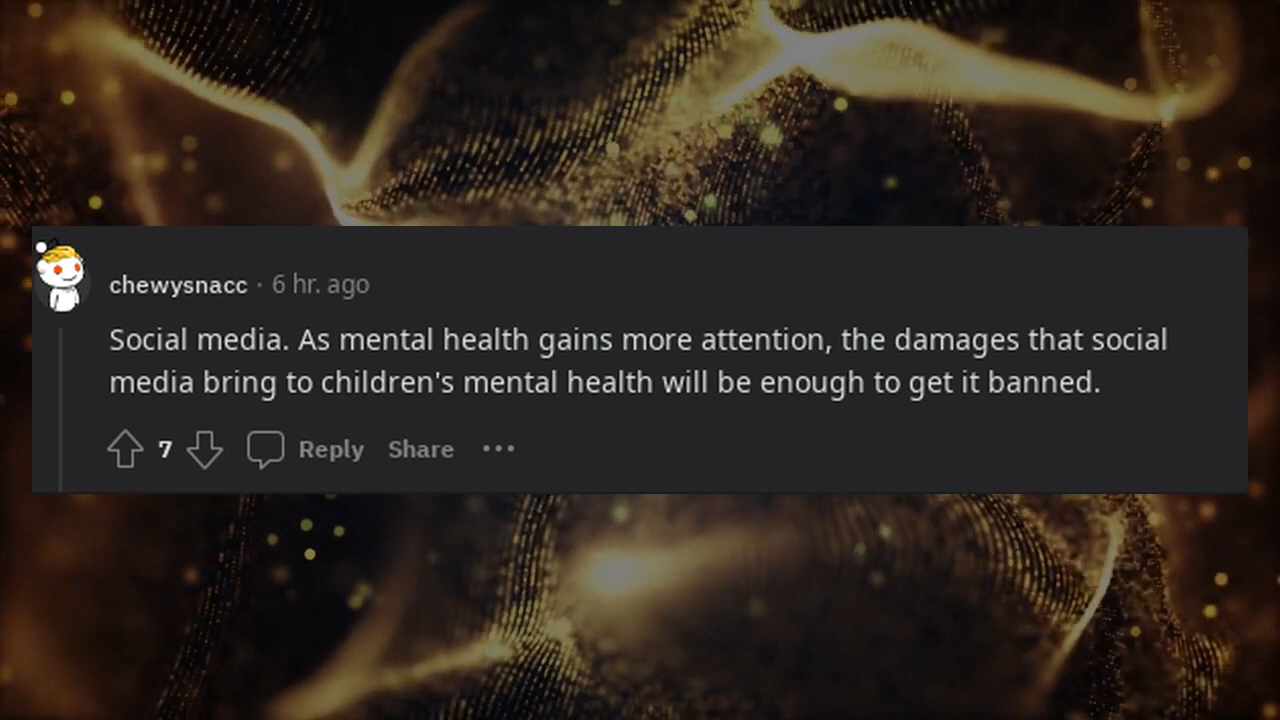 chewysnacc · 6 hr. ago
Social media. As mental health gains more attention, the damages that social
media bring to children's mental health will be enough to get it banned.
7 Reply Share •••